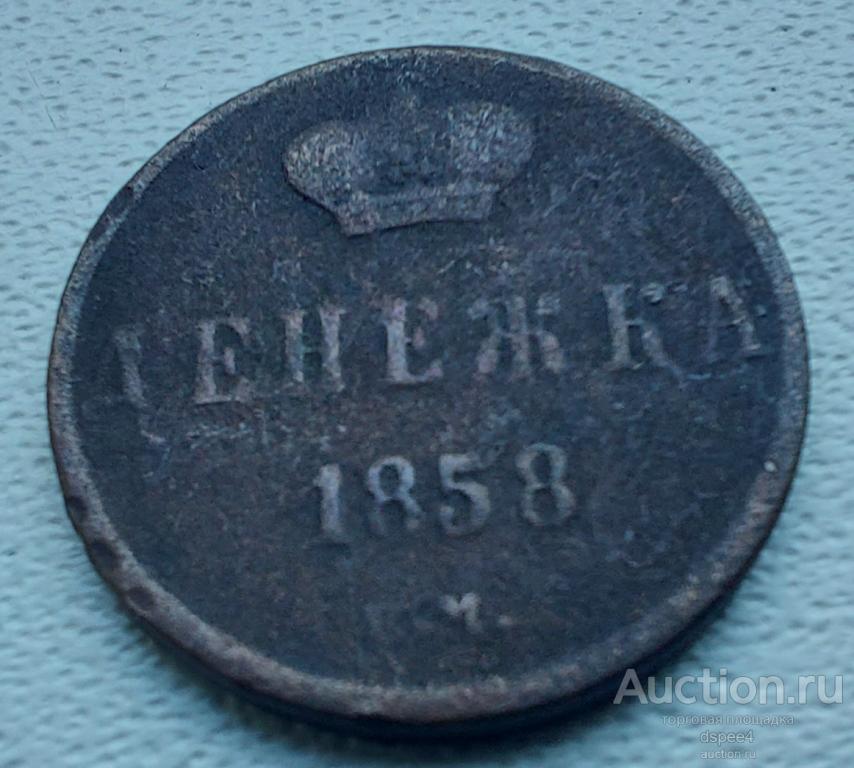 ДЕНЕЖКА
1858
М.
Auction.ru
торговая площадка
dspee4
auction.ru